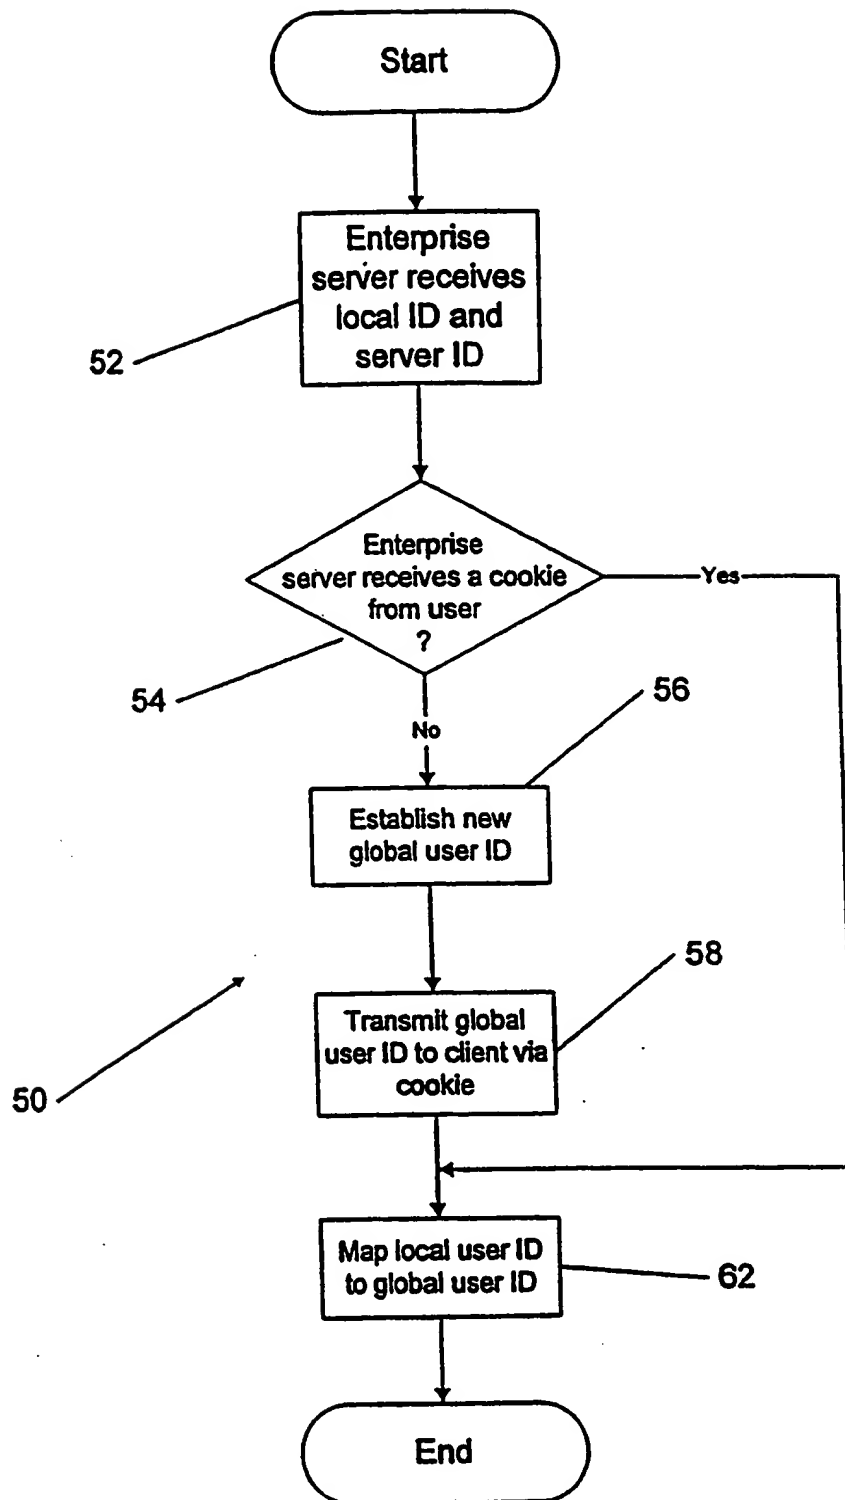 Start
Enterprise
server receives
local ID and
server ID
52
Enterprise
server receives a cookie
from user
?
Yes
54
No
56
Establish new
global user ID
58
Transmit global
user ID to client via
cookie
50
Map local user ID
to global user ID
62
End